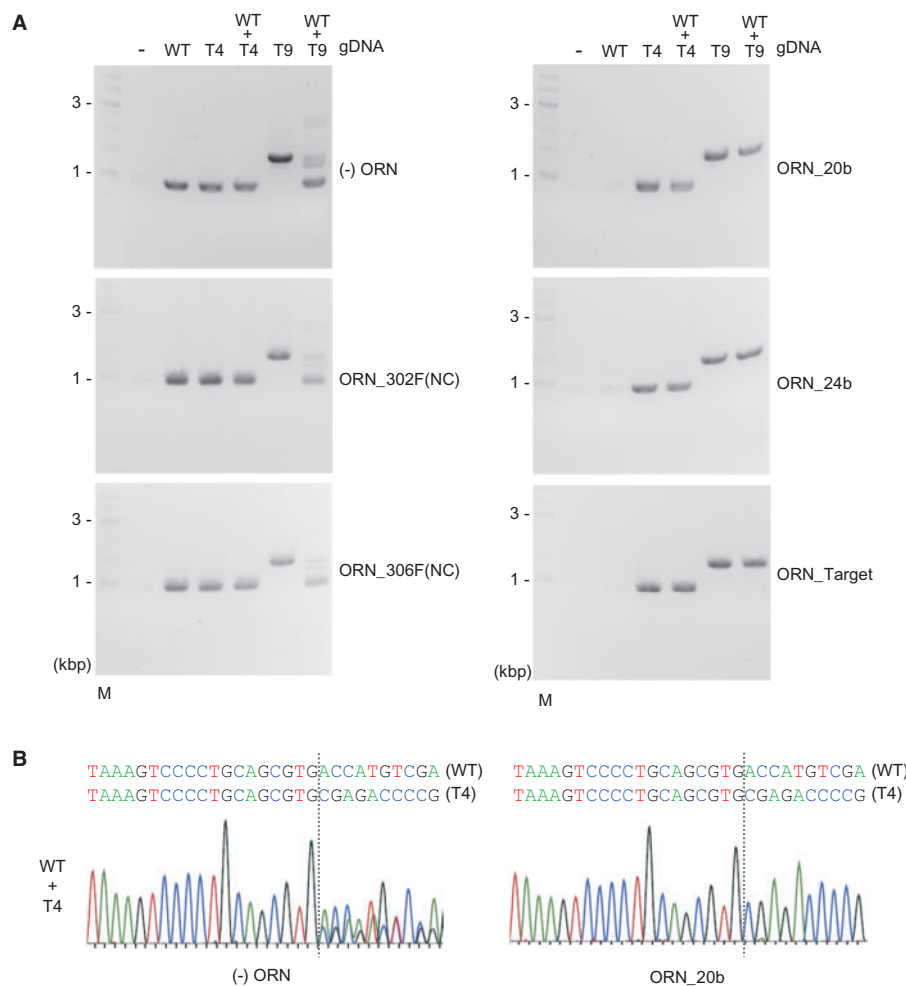 A
WT WT
+ +
- WT T4 T4 T9 T9 gDNA
3 -
1 -
(-) ORN
3 -
1 -
ORN_302F(NC)
3 -
1 -
ORN_306F(NC)
(kbp)
M
WT WT
+ +
- WT T4 T4 T9 T9 gDNA
3 -
1 -
ORN_20b
3 -
1 -
ORN_24b
3 -
1 -
ORN_Target
M
B
TAAAGTCCCCTGCAGCGTGACCATGTCGA (WT)
TAAAGTCCCCTGCAGCGTGCGAGACCCCG (T4)
WT
+
T4
(-) ORN
TAAAGTCCCCTGCAGCGTGACCATGTCGA (WT)
TAAAGTCCCCTGCAGCGTGCGAGACCCCG (T4)
ORN_20b